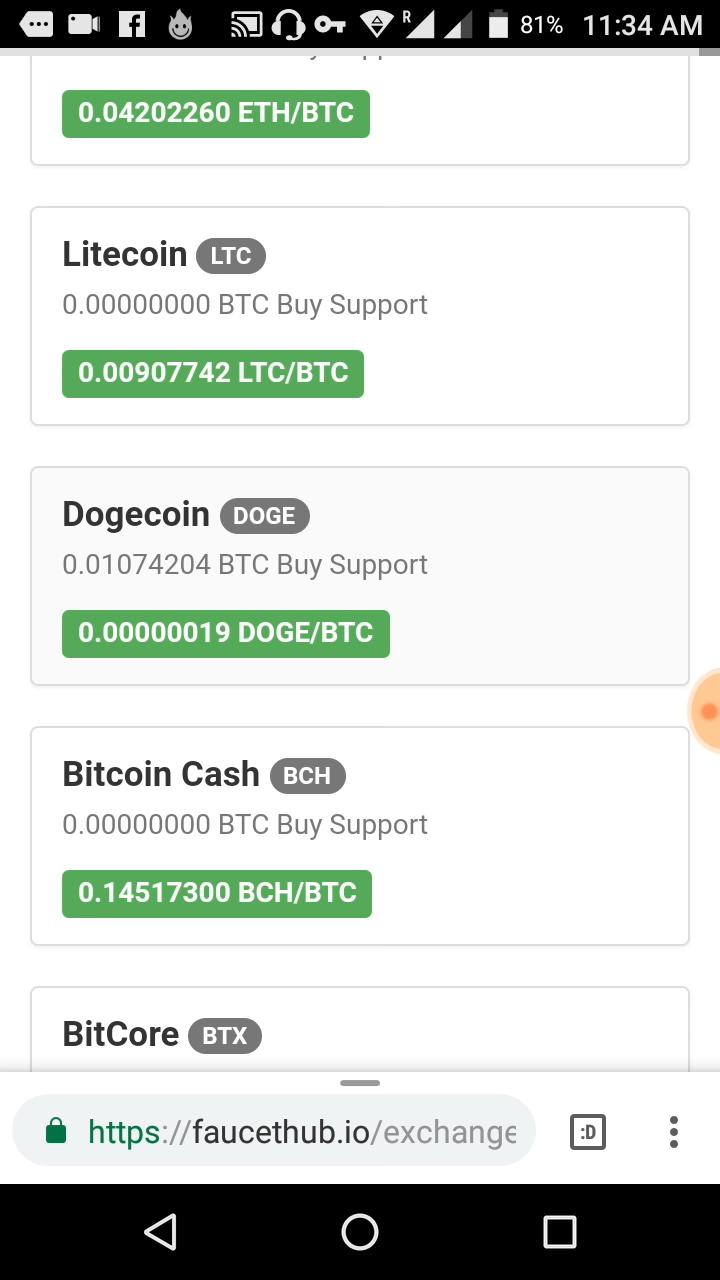 R 81% 11:34 AM
0.04202260 ETH/BTC
Litecoin LTC
0.00000000 BTC Buy Support
0.00907742 LTC/BTC
Dogecoin DOGE
0.01074204 BTC Buy Support
0.00000019 DOGE/BTC
Bitcoin Cash BCH
0.00000000 BTC Buy Support
0.14517300 BCH/BTC
BitCore BTX
https://faucethub.io/exchange
:D